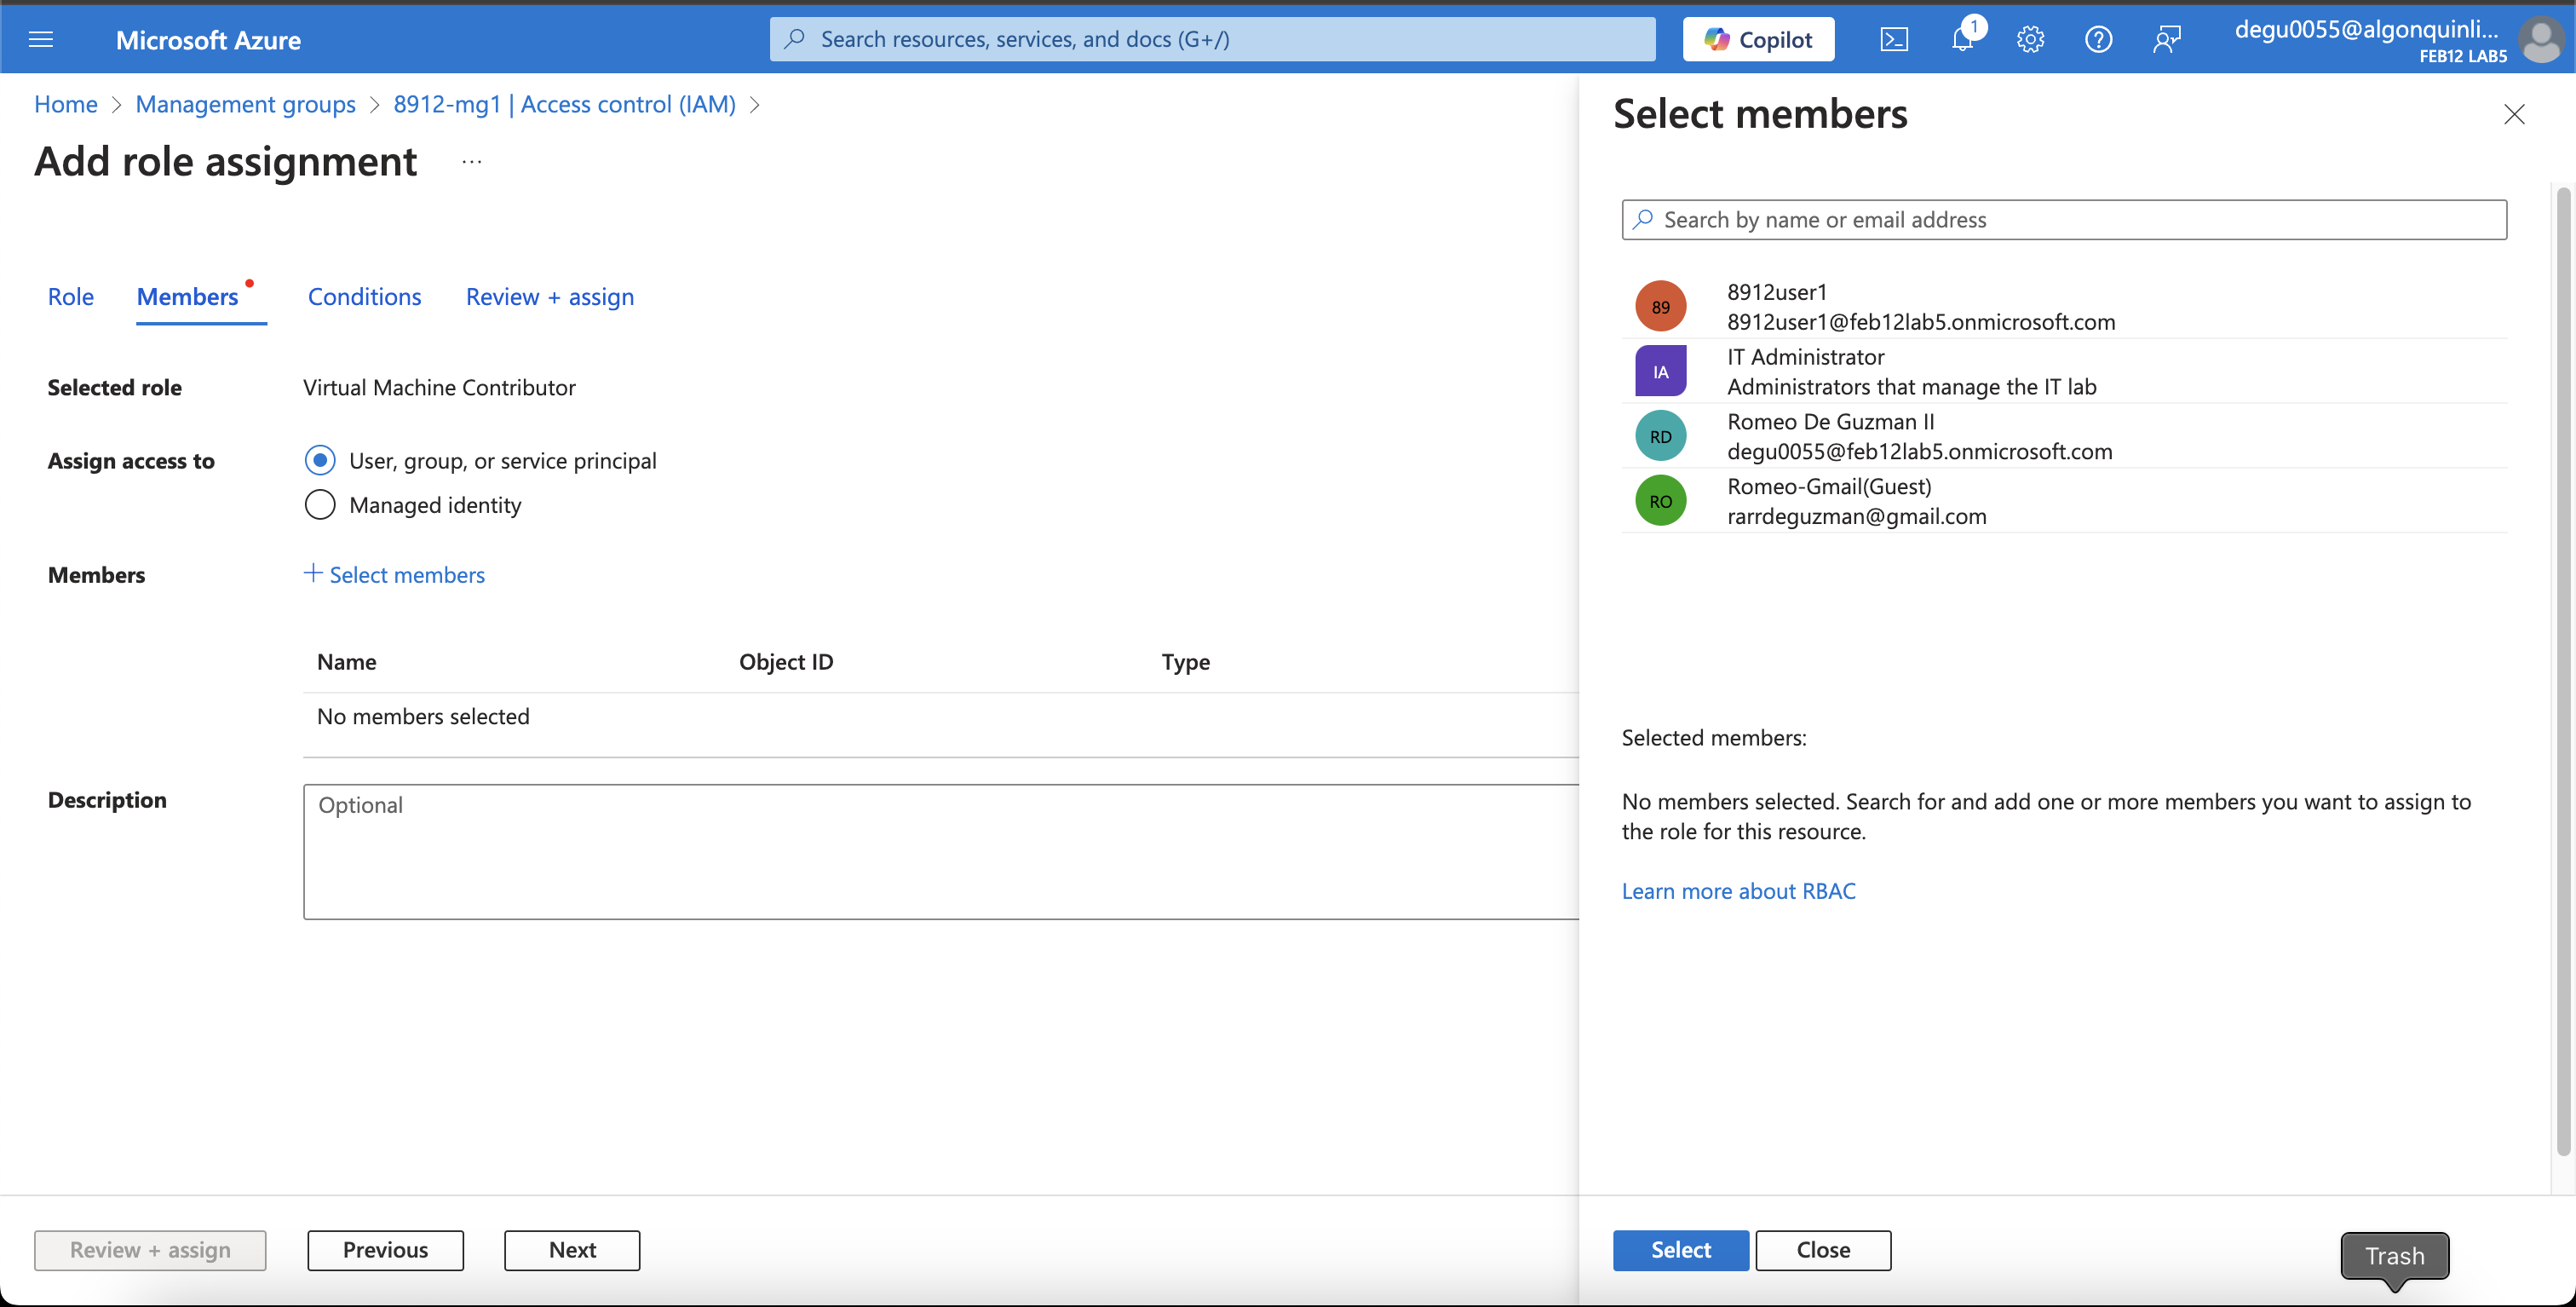 Microsoft Azure
Search resources, services, and docs (G+/)
Copilot
1
degu0055@algonquinli...
FEB12 LAB5
Home > Management groups > 8912-mg1 | Access control (IAM) >
Add role assignment ...
Role
Members
Conditions
Review + assign
Selected role
Virtual Machine Contributor
Assign access to
User, group, or service principal
Managed identity
Members
+ Select members
Name
Object ID
Type
No members selected
Description
Optional
Review + assign
Previous
Next
Select members
Search by name or email address
89
8912user1
8912user1@feb12lab5.onmicrosoft.com
IA
IT Administrator
Administrators that manage the IT lab
RD
Romeo De Guzman II
degu0055@feb12lab5.onmicrosoft.com
RO
Romeo-Gmail(Guest)
rarrdeguzman@gmail.com
Selected members:
No members selected. Search for and add one or more members you want to assign to
the role for this resource.
Learn more about RBAC
Select
Close
Trash